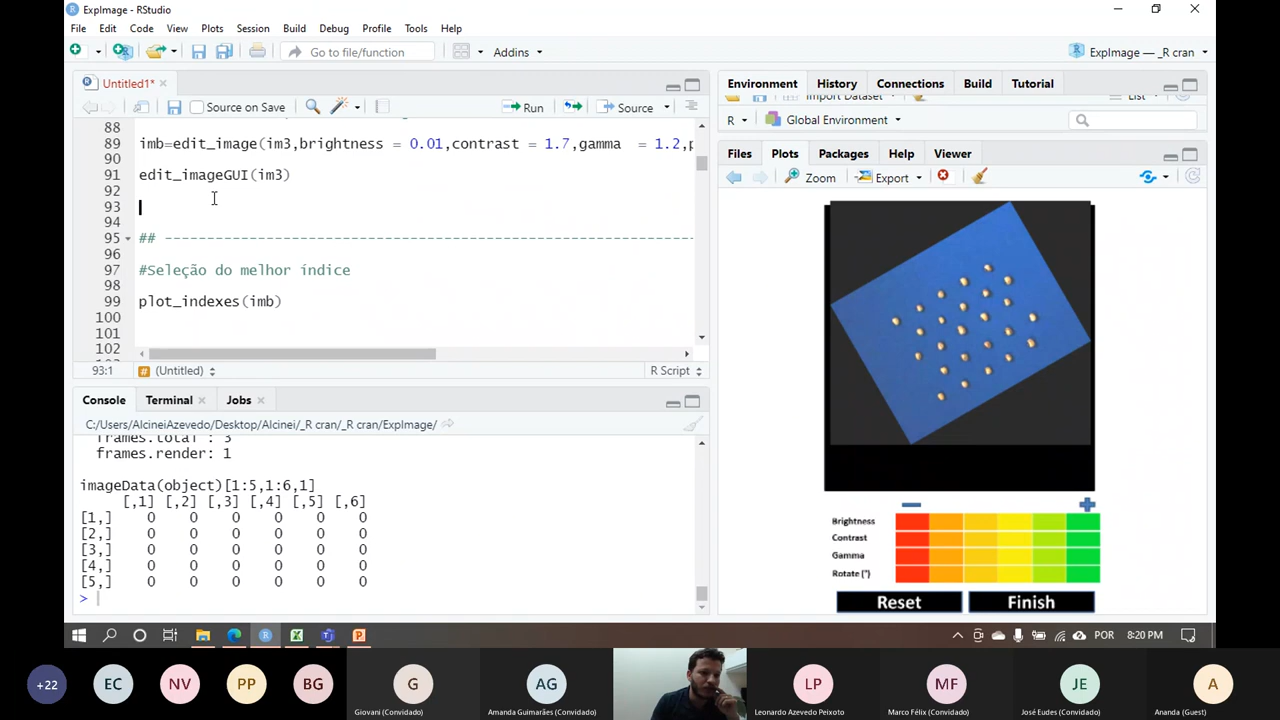 ExpImage - RStudio
File Edit Code View Plots Session Build Debug Profile Tools Help
Go to file/function Addins ExpImage — _R cran
Untitled1*
Source on Save Run Source
88
89 imb=edit_image(im3,brightness = 0.01,contrast = 1.7,gamma = 1.2,p
90
91 edit_imageGUI(im3)
92
93
94
95 ## ----------------------------------------------------------------
96
97 #Seleção do melhor índice
98
99 plot_indexes(imb)
100
101
102
93:1 (Untitled) R Script
Console Terminal Jobs
C:/Users/AlcineiAzevedo/Desktop/Alcinei/_R cran/_R cran/ExpImage/
frames.total : 3
frames.render: 1
imageData(object)[1:5,1:6,1]
[,1] [,2] [,3] [,4] [,5] [,6]
[1,] 0 0 0 0 0 0
[2,] 0 0 0 0 0 0
[3,] 0 0 0 0 0 0
[4,] 0 0 0 0 0 0
[5,] 0 0 0 0 0 0
>
Environment History Connections Build Tutorial
Import Dataset List
R Global Environment
Files Plots Packages Help Viewer
Zoom Export
Brightness
Contrast
Gamma
Rotate (°)
Reset Finish
POR 8:20 PM
+22 EC NV PP BG G AG LP MF JE A
Giovani (Convidado) Amanda Guimarães (Convidado) Leonardo Azevedo Peixoto Marco Félix (Convidado) José Eudes (Convidado) Ananda (Guest)